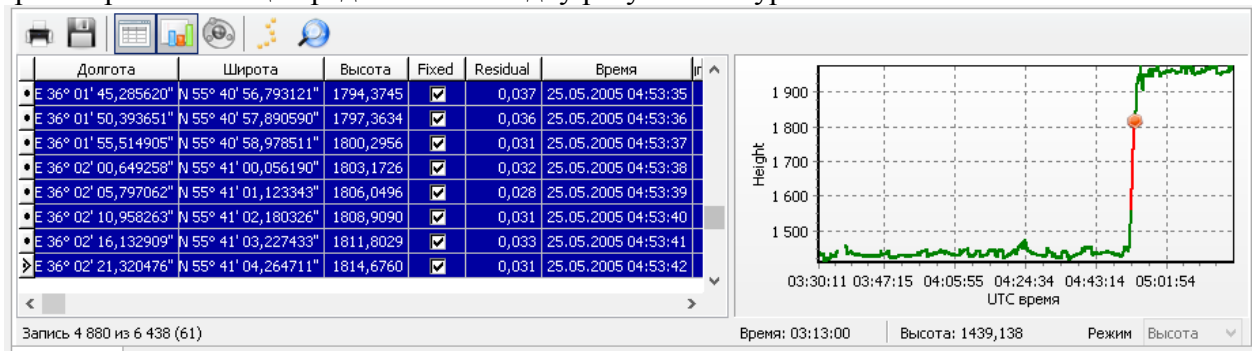 Долгота Широта Высота Fixed Residual Время
E 36° 01' 45,285620" N 55° 40' 56,793121" 1794,3745 0,037 25.05.2005 04:53:35
E 36° 01' 50,393651" N 55° 40' 57,890590" 1797,3634 0,036 25.05.2005 04:53:36
E 36° 01' 55,514905" N 55° 40' 58,978511" 1800,2956 0,031 25.05.2005 04:53:37
E 36° 02' 00,649258" N 55° 41' 00,056190" 1803,1726 0,032 25.05.2005 04:53:38
E 36° 02' 05,797062" N 55° 41' 01,123343" 1806,0496 0,028 25.05.2005 04:53:39
E 36° 02' 10,958263" N 55° 41' 02,180326" 1808,9090 0,031 25.05.2005 04:53:40
E 36° 02' 16,132909" N 55° 41' 03,227433" 1811,8029 0,033 25.05.2005 04:53:41
E 36° 02' 21,320476" N 55° 41' 04,264711" 1814,6760 0,031 25.05.2005 04:53:42
Height
1 900
1 800
1 700
1 600
1 500
03:30:11 03:47:15 04:05:55 04:24:34 04:43:14 05:01:54
UTC время
Запись 4 880 из 6 438 (61) Время: 03:13:00 Высота: 1439,138 Режим Высота